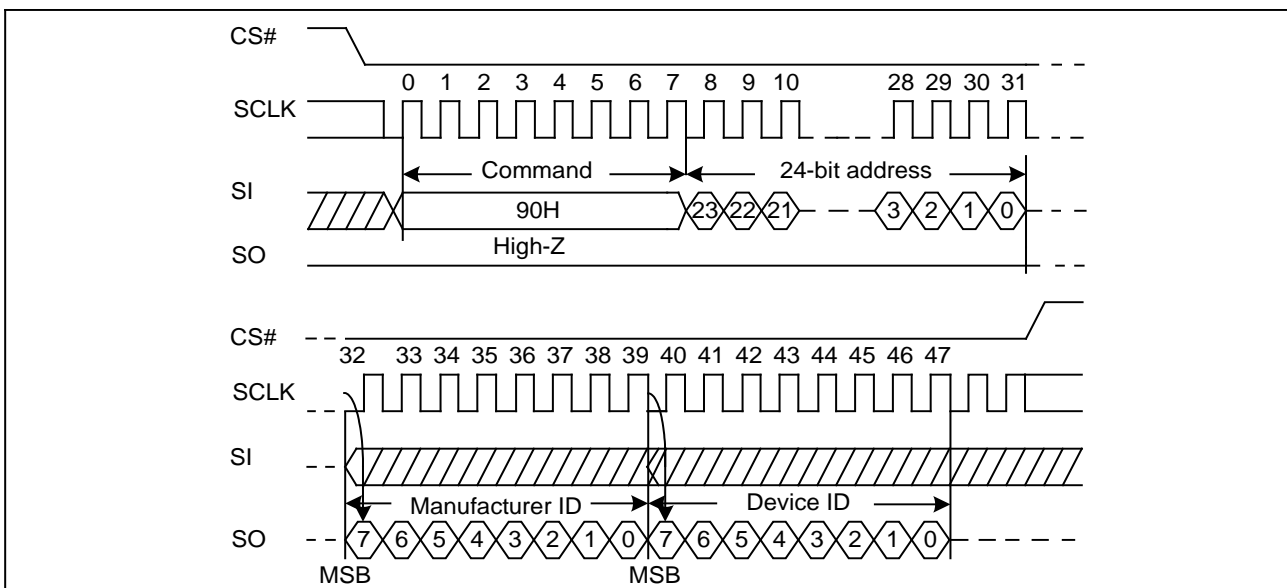 CS#
0 1 2 3 4 5 6 7 8 9 10 28 29 30 31
SCLK
Command 24-bit address
SI
90H 23 22 21 3 2 1 0
High-Z
SO
CS#
32 33 34 35 36 37 38 39 40 41 42 43 44 45 46 47
SCLK
SI
Manufacturer ID Device ID
SO 7 6 5 4 3 2 1 0 7 6 5 4 3 2 1 0
MSB MSB